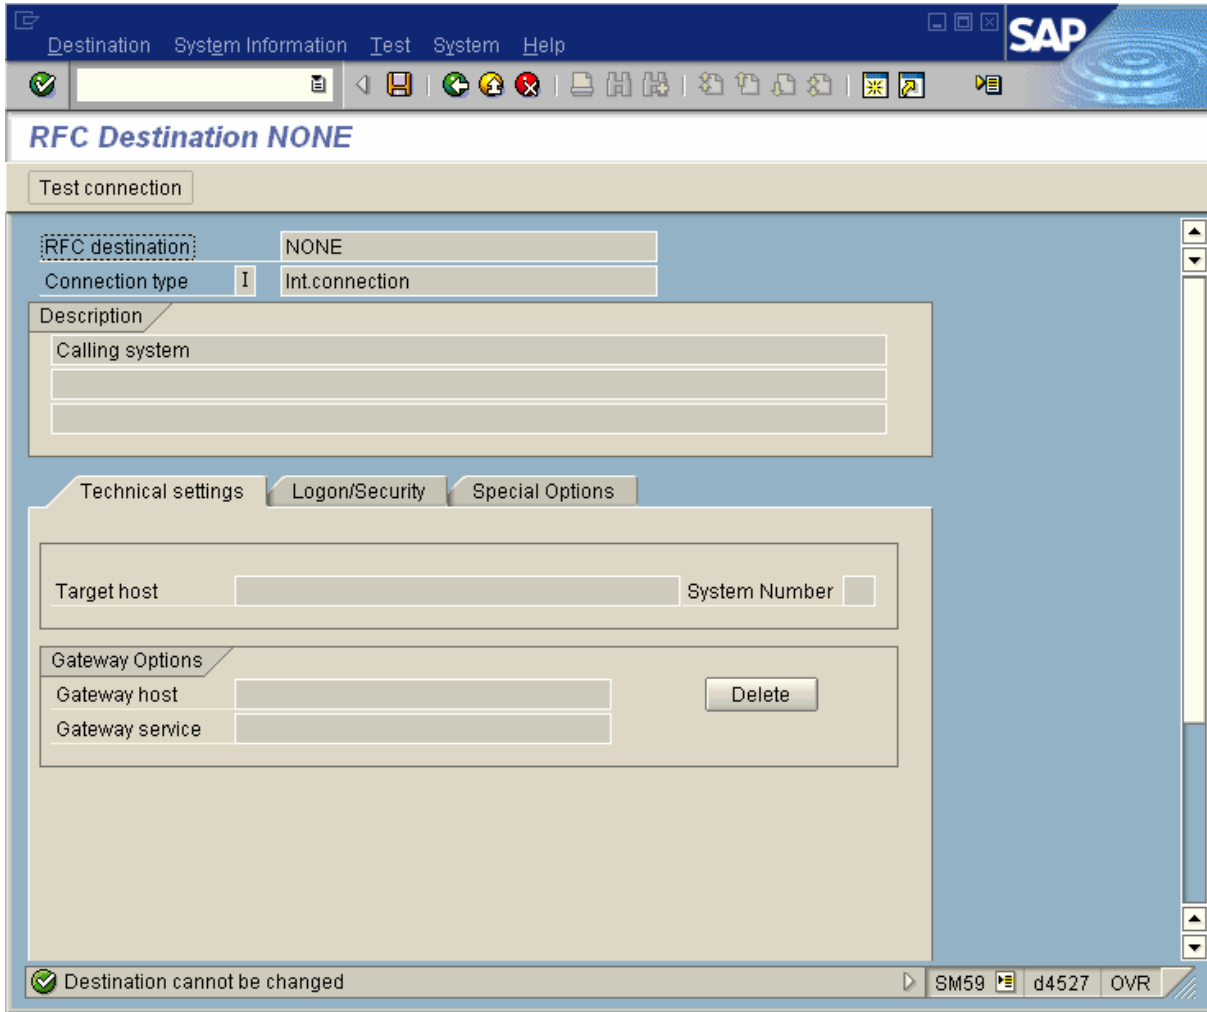 Destination System Information Test System Help
SAP
RFC Destination NONE
Test connection
RFC destination NONE
Connection type I Int.connection
Description
Calling system
Technical settings Logon/Security Special Options
Target host System Number
Gateway Options
Gateway host Delete
Gateway service
Destination cannot be changed SM59 d4527 OVR